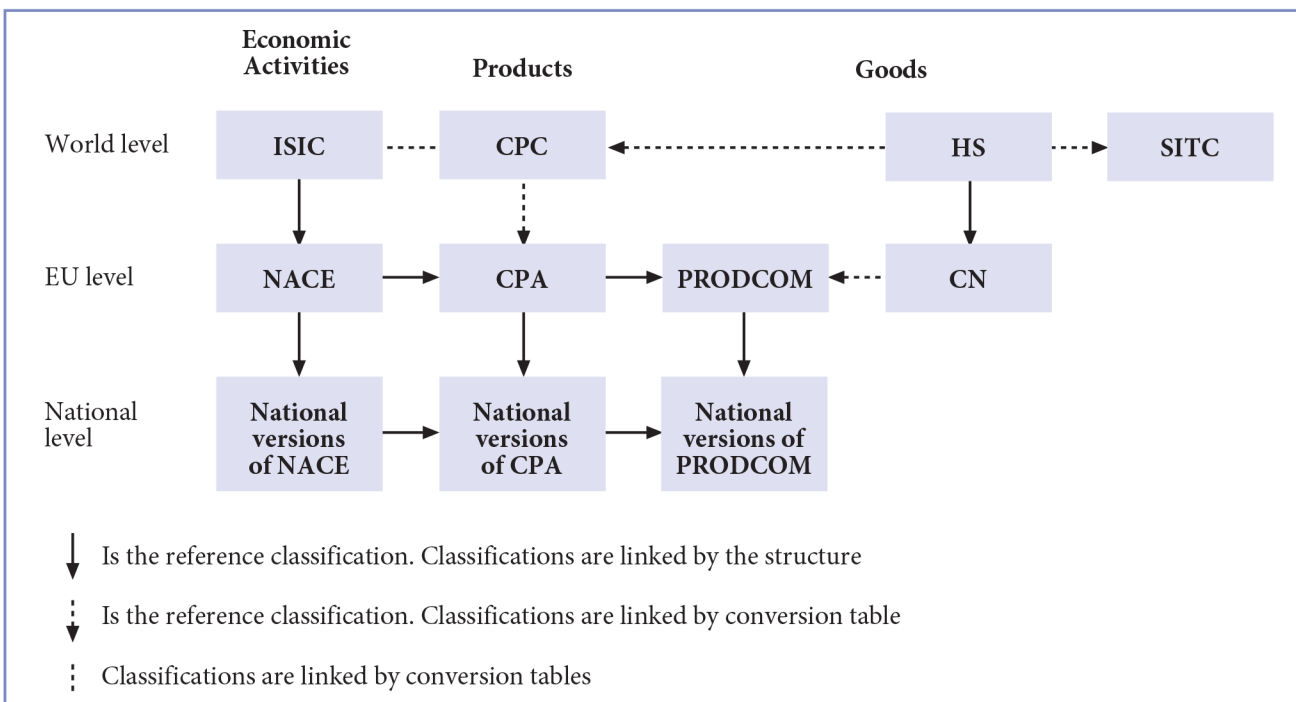 Economic
Activities
Products
Goods
World level
ISIC
CPC
HS
SITC
EU level
NACE
CPA
PRODCOM
CN
National
level
National
versions
of NACE
National
versions
of CPA
National
versions of
PRODCOM
Is the reference classification. Classifications are linked by the structure
Is the reference classification. Classifications are linked by conversion table
Classifications are linked by conversion tables